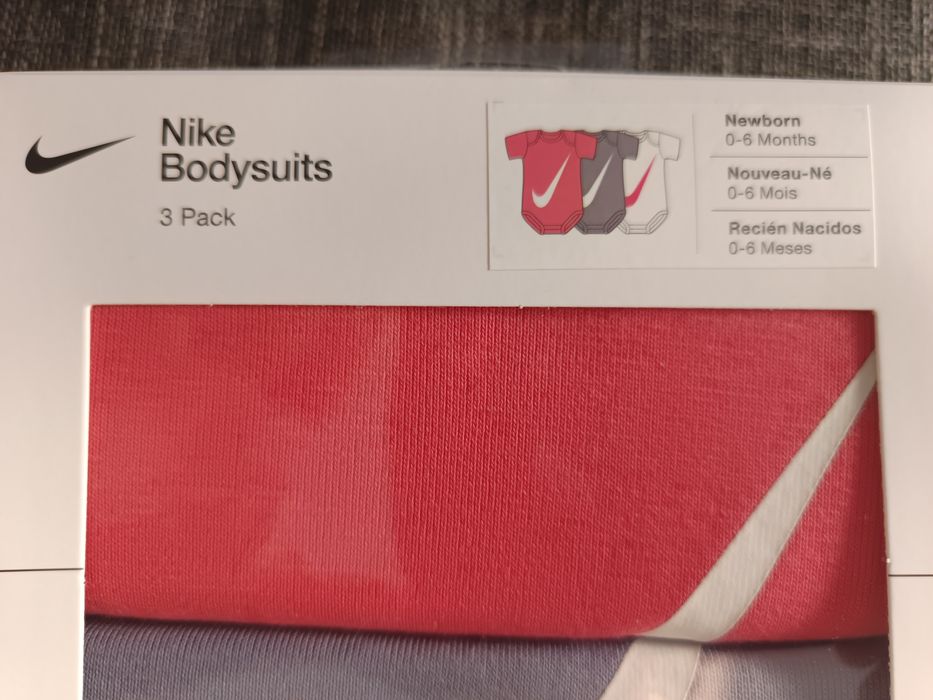 Nike
Bodysuits
3 Pack
Newborn
0-6 Months
Nouveau-Né
0-6 Mois
Recién Nacidos
0-6 Meses